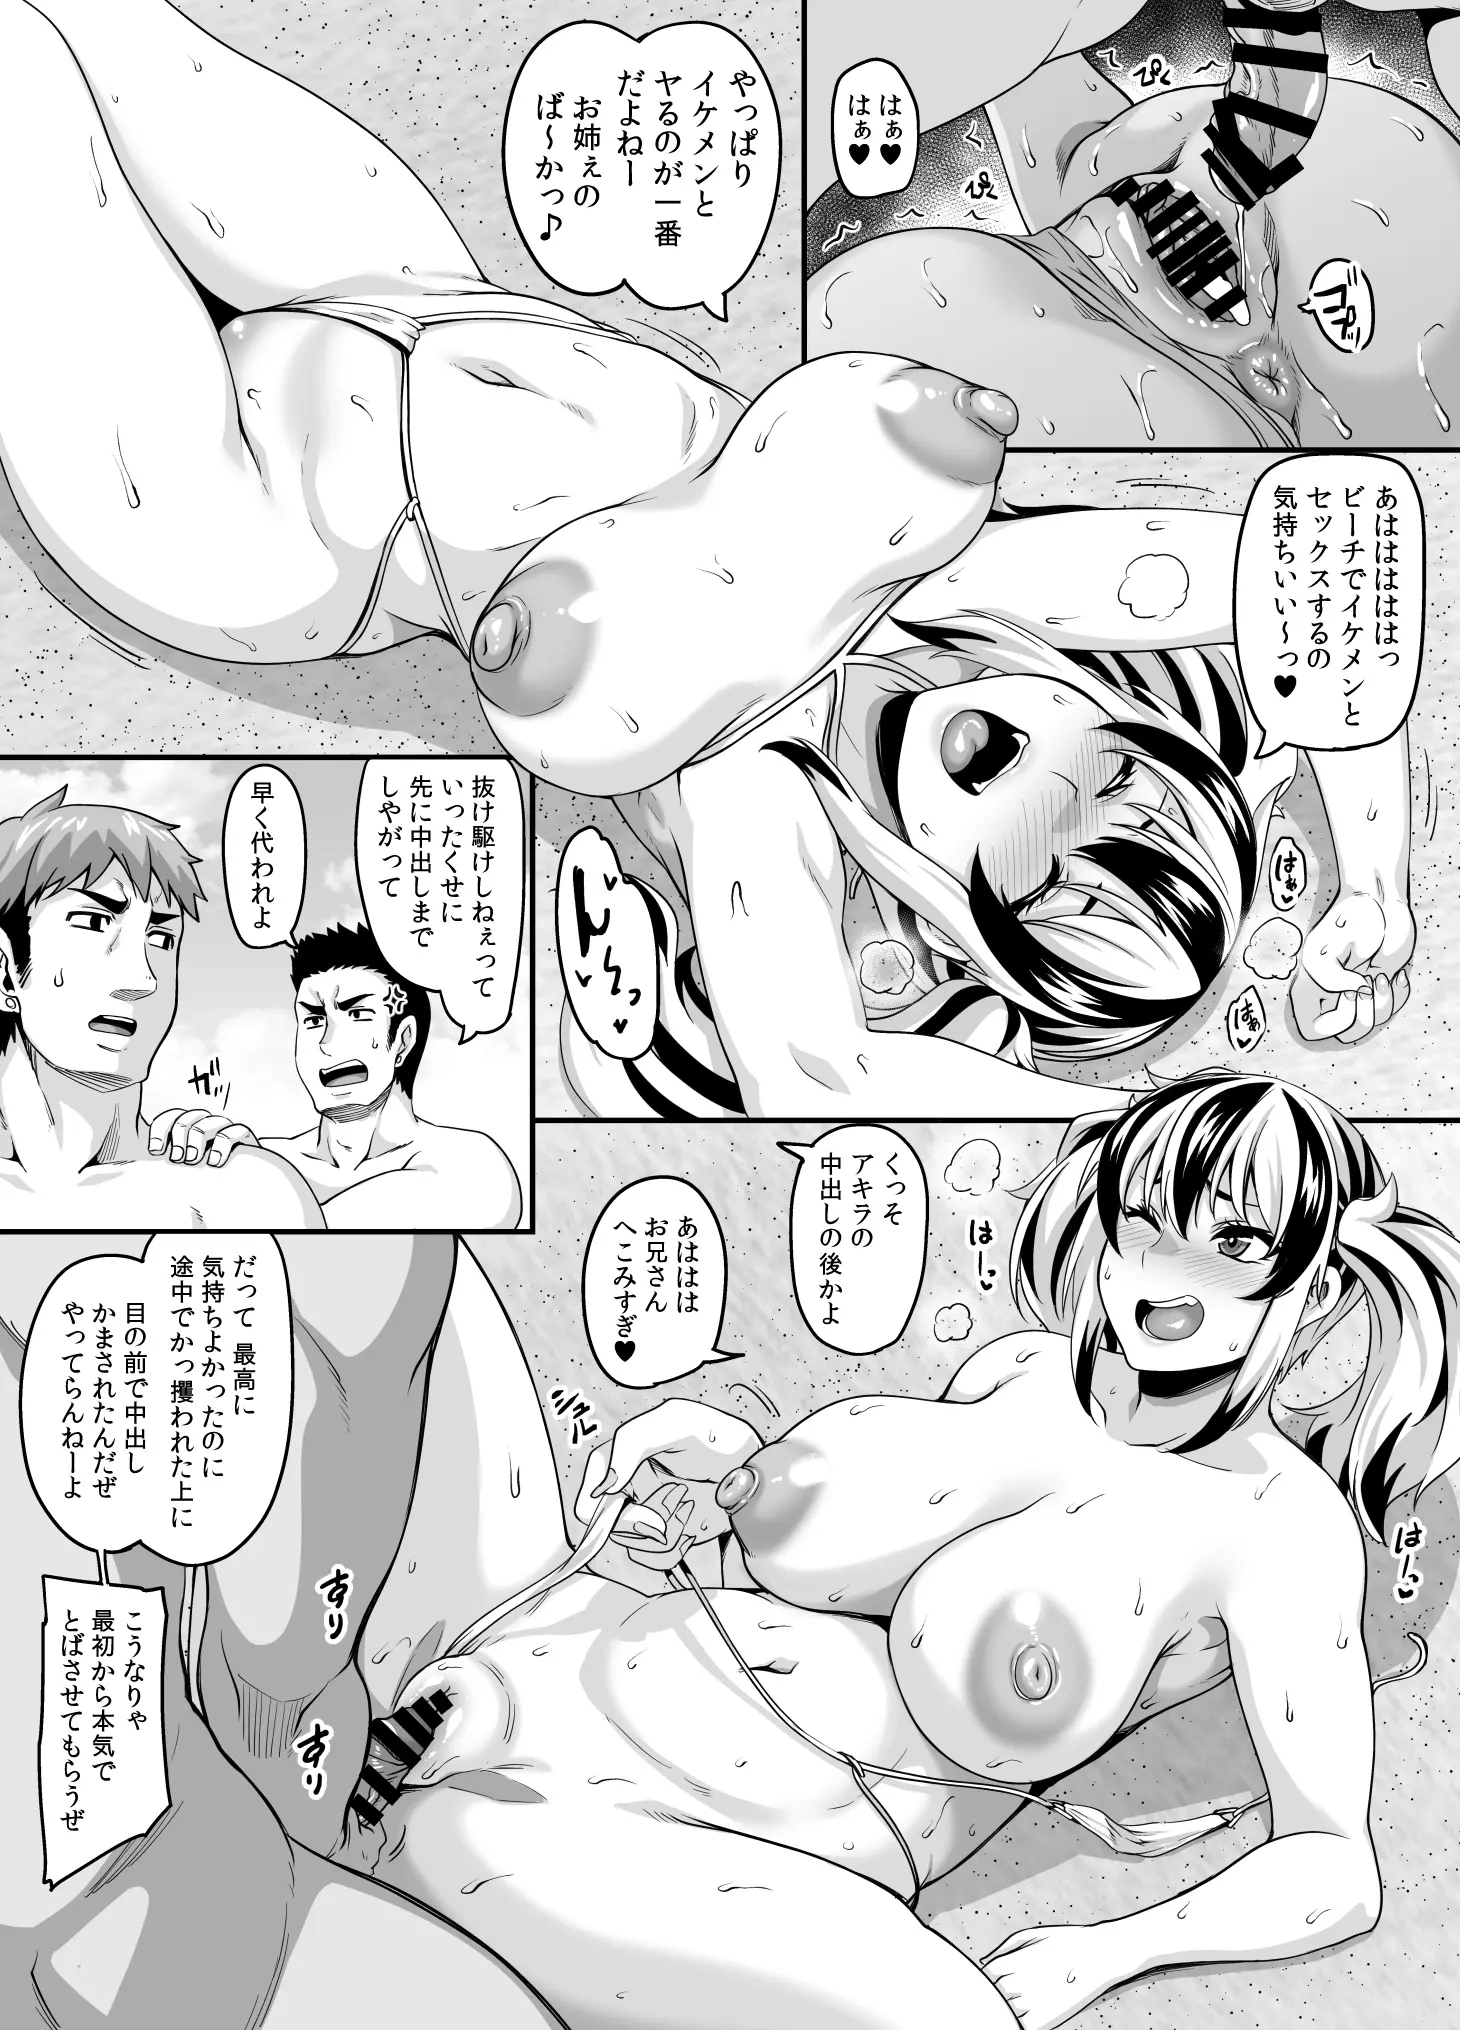 はぁ♥
はぁ♥
ぴく
ぴく
ゴプッ
やっぱり
イケメンと
ヤるのが一番
だよねー
お姉ぇの
ば～かっ♪
あはははははっ
ビーチでイケメンと
セックスするの
気持ちいい～っ♥
はぁ♥
はぁ♥
ん～っ♥
抜け駆けしねぇって
いったくせに
先に中出しまで
しやがって
早く代われよ
ガッ
くっそ
アキラの
中出しの後かよ
あははは
お兄さん
へこみすぎ♥
はーっ♥
はーっ♥
シュル
だって 最高に
気持ちよかったのに
途中でかっ攫われた上に
目の前で中出し
かまされたんだぜ
やってらんねーよ
こうなりゃ
最初から本気で
とばさせてもらうぜ
すり
すり